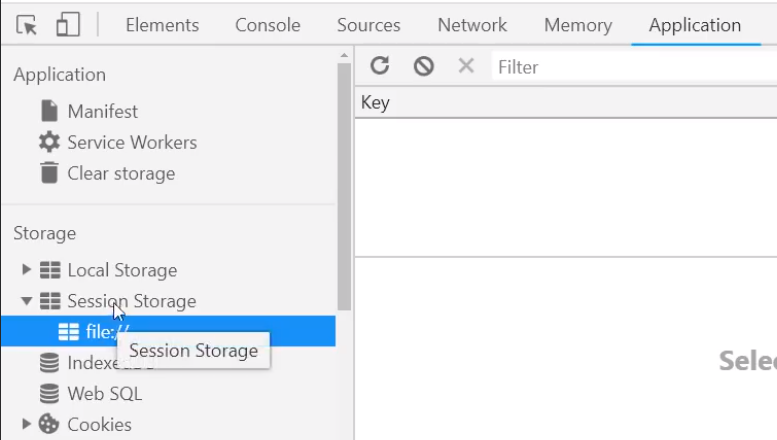 Elements Console Sources Network Memory Application
Application
Manifest
Service Workers
Clear storage
Storage
Local Storage
Session Storage
file://
Session Storage
Web SQL
Cookies
Filter
Key